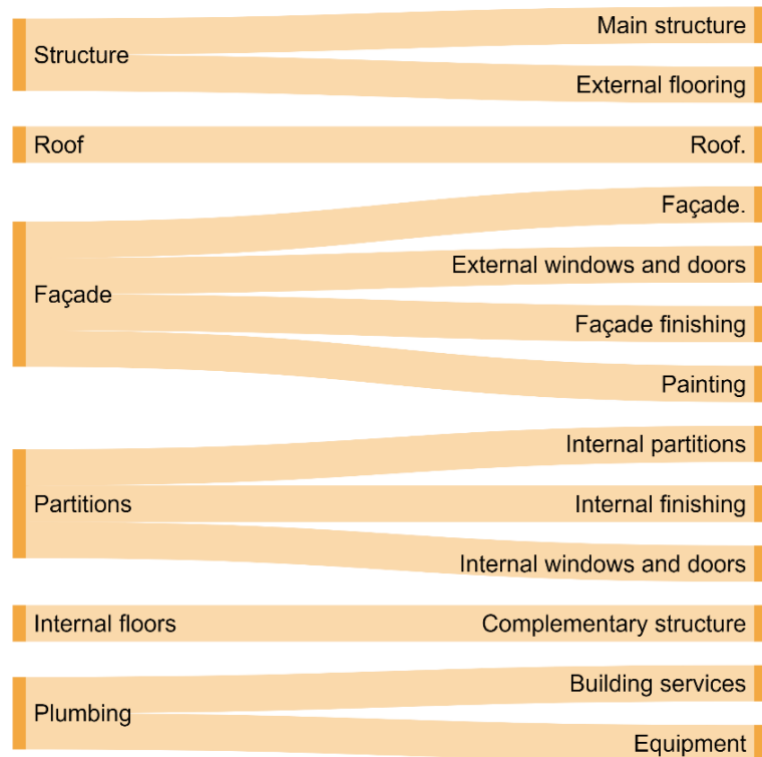 Main structure
Structure
External flooring
Roof
Roof.
Façade.
External windows and doors
Façade
Façade finishing
Painting
Internal partitions
Partitions
Internal finishing
Internal windows and doors
Internal floors
Complementary structure
Building services
Plumbing
Equipment